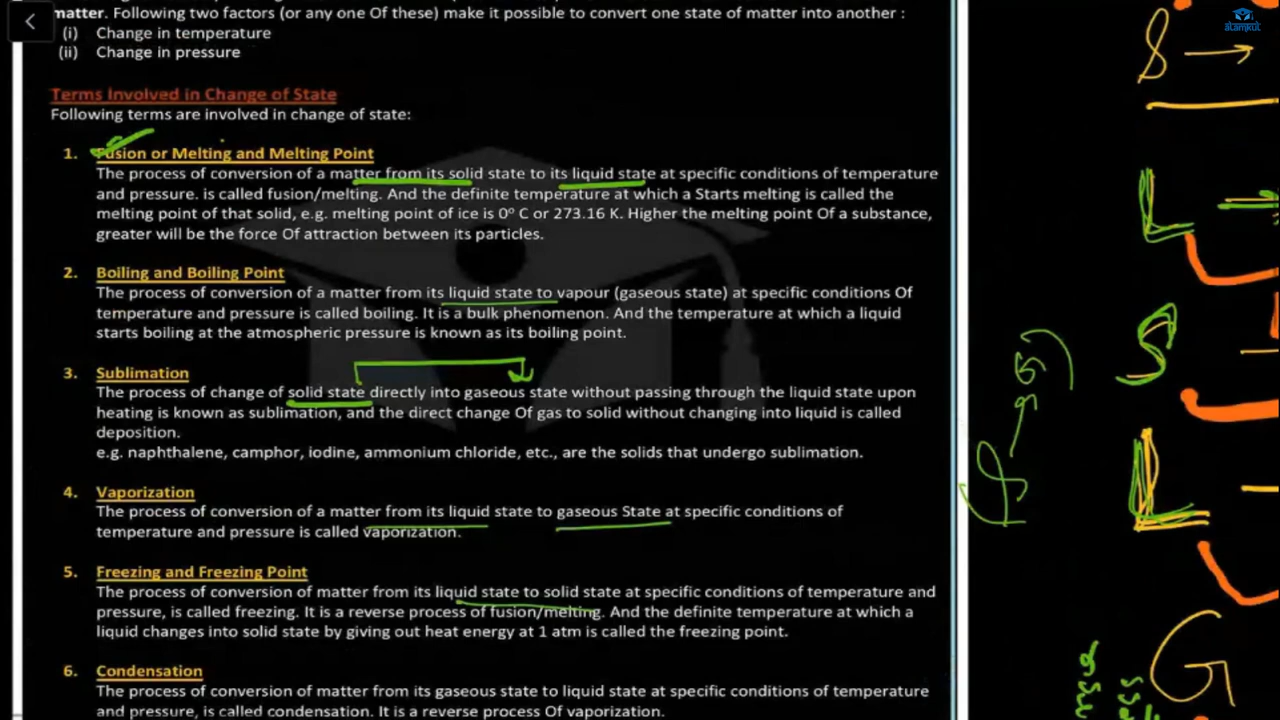 matter. Following two factors (or any one Of these) make it possible to convert one state of matter into another :
(i) Change in temperature
(ii) Change in pressure
Terms Involved in Change of State
Following terms are involved in change of state:
1. Fusion or Melting and Melting Point
The process of conversion of a matter from its solid state to its liquid state at specific conditions of temperature
and pressure. is called fusion/melting. And the definite temperature at which a Starts melting is called the
melting point of that solid, e.g. melting point of ice is 0º C or 273.16 K. Higher the melting point Of a substance,
greater will be the force Of attraction between its particles.
2. Boiling and Boiling Point
The process of conversion of a matter from its liquid state to vapour (gaseous state) at specific conditions Of
temperature and pressure is called boiling. It is a bulk phenomenon. And the temperature at which a liquid
starts boiling at the atmospheric pressure is known as its boiling point.
3. Sublimation
The process of change of solid state directly into gaseous state without passing through the liquid state upon
heating is known as sublimation, and the direct change Of gas to solid without changing into liquid is called
deposition.
e.g. naphthalene, camphor, iodine, ammonium chloride, etc., are the solids that undergo sublimation.
4. Vaporization
The process of conversion of a matter from its liquid state to gaseous State at specific conditions of
temperature and pressure is called vaporization.
5. Freezing and Freezing Point
The process of conversion of matter from its liquid state to solid state at specific conditions of temperature and
pressure, is called freezing. It is a reverse process of fusion/melting. And the definite temperature at which a
liquid changes into solid state by giving out heat energy at 1 atm is called the freezing point.
6. Condensation
The process of conversion of matter from its gaseous state to liquid state at specific conditions of temperature
and pressure, is called condensation. It is a reverse process Of vaporization.
alamkul
S →
L
S
L
G